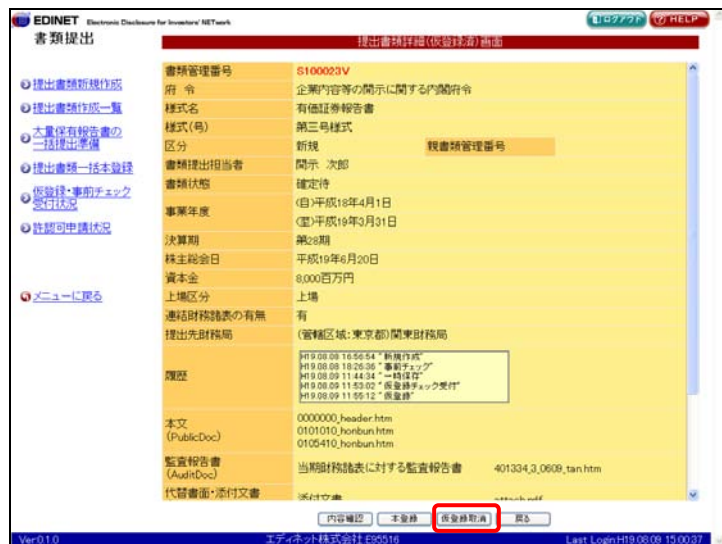 EDINET Electronic Disclosure for Investors' NETwork
ログアウト
HELP
書類提出
提出書類詳細(仮登録済)画面
提出書類新規作成
提出書類作成一覧
大量保有報告書の
一括提出準備
提出書類一括本登録
仮登録・事前チェック
受付状況
許認可申請状況
メニューに戻る
書類管理番号 S100023V
府 令 企業内容等の開示に関する内閣府令
様式名 有価証券報告書
様式(号) 第三号様式
区分 新規 親書類管理番号
書類提出担当者 開示 次郎
書類状態 確定待
事業年度 (自)平成18年4月1日
(至)平成19年3月31日
決算期 第28期
株主総会日 平成19年6月20日
資本金 8,000百万円
上場区分 上場
連結財務諸表の有無 有
提出先財務局 (管轄区域:東京都)関東財務局
履歴
H19.08.08 16:56:54 "新規作成"
H19.08.08 18:26:36 "事前チェック"
H19.08.09 11:44:34 "一時保存"
H19.08.09 11:53:02 "仮登録チェック受付"
H19.08.09 11:55:12 "仮登録"
本文
(PublicDoc)
0000000_header.htm
0101010_honbun.htm
0105410_honbun.htm
監査報告書
(AuditDoc)
当期財務諸表に対する監査報告書 401334_3_0609_tan.htm
代替書面・添付文書 添付文書 attach.pdf
内容確認 本登録 仮登録取消 戻る
Ver.01.0 エディネット株式会社 E95516 Last Login:H19.08.09 15:00:37